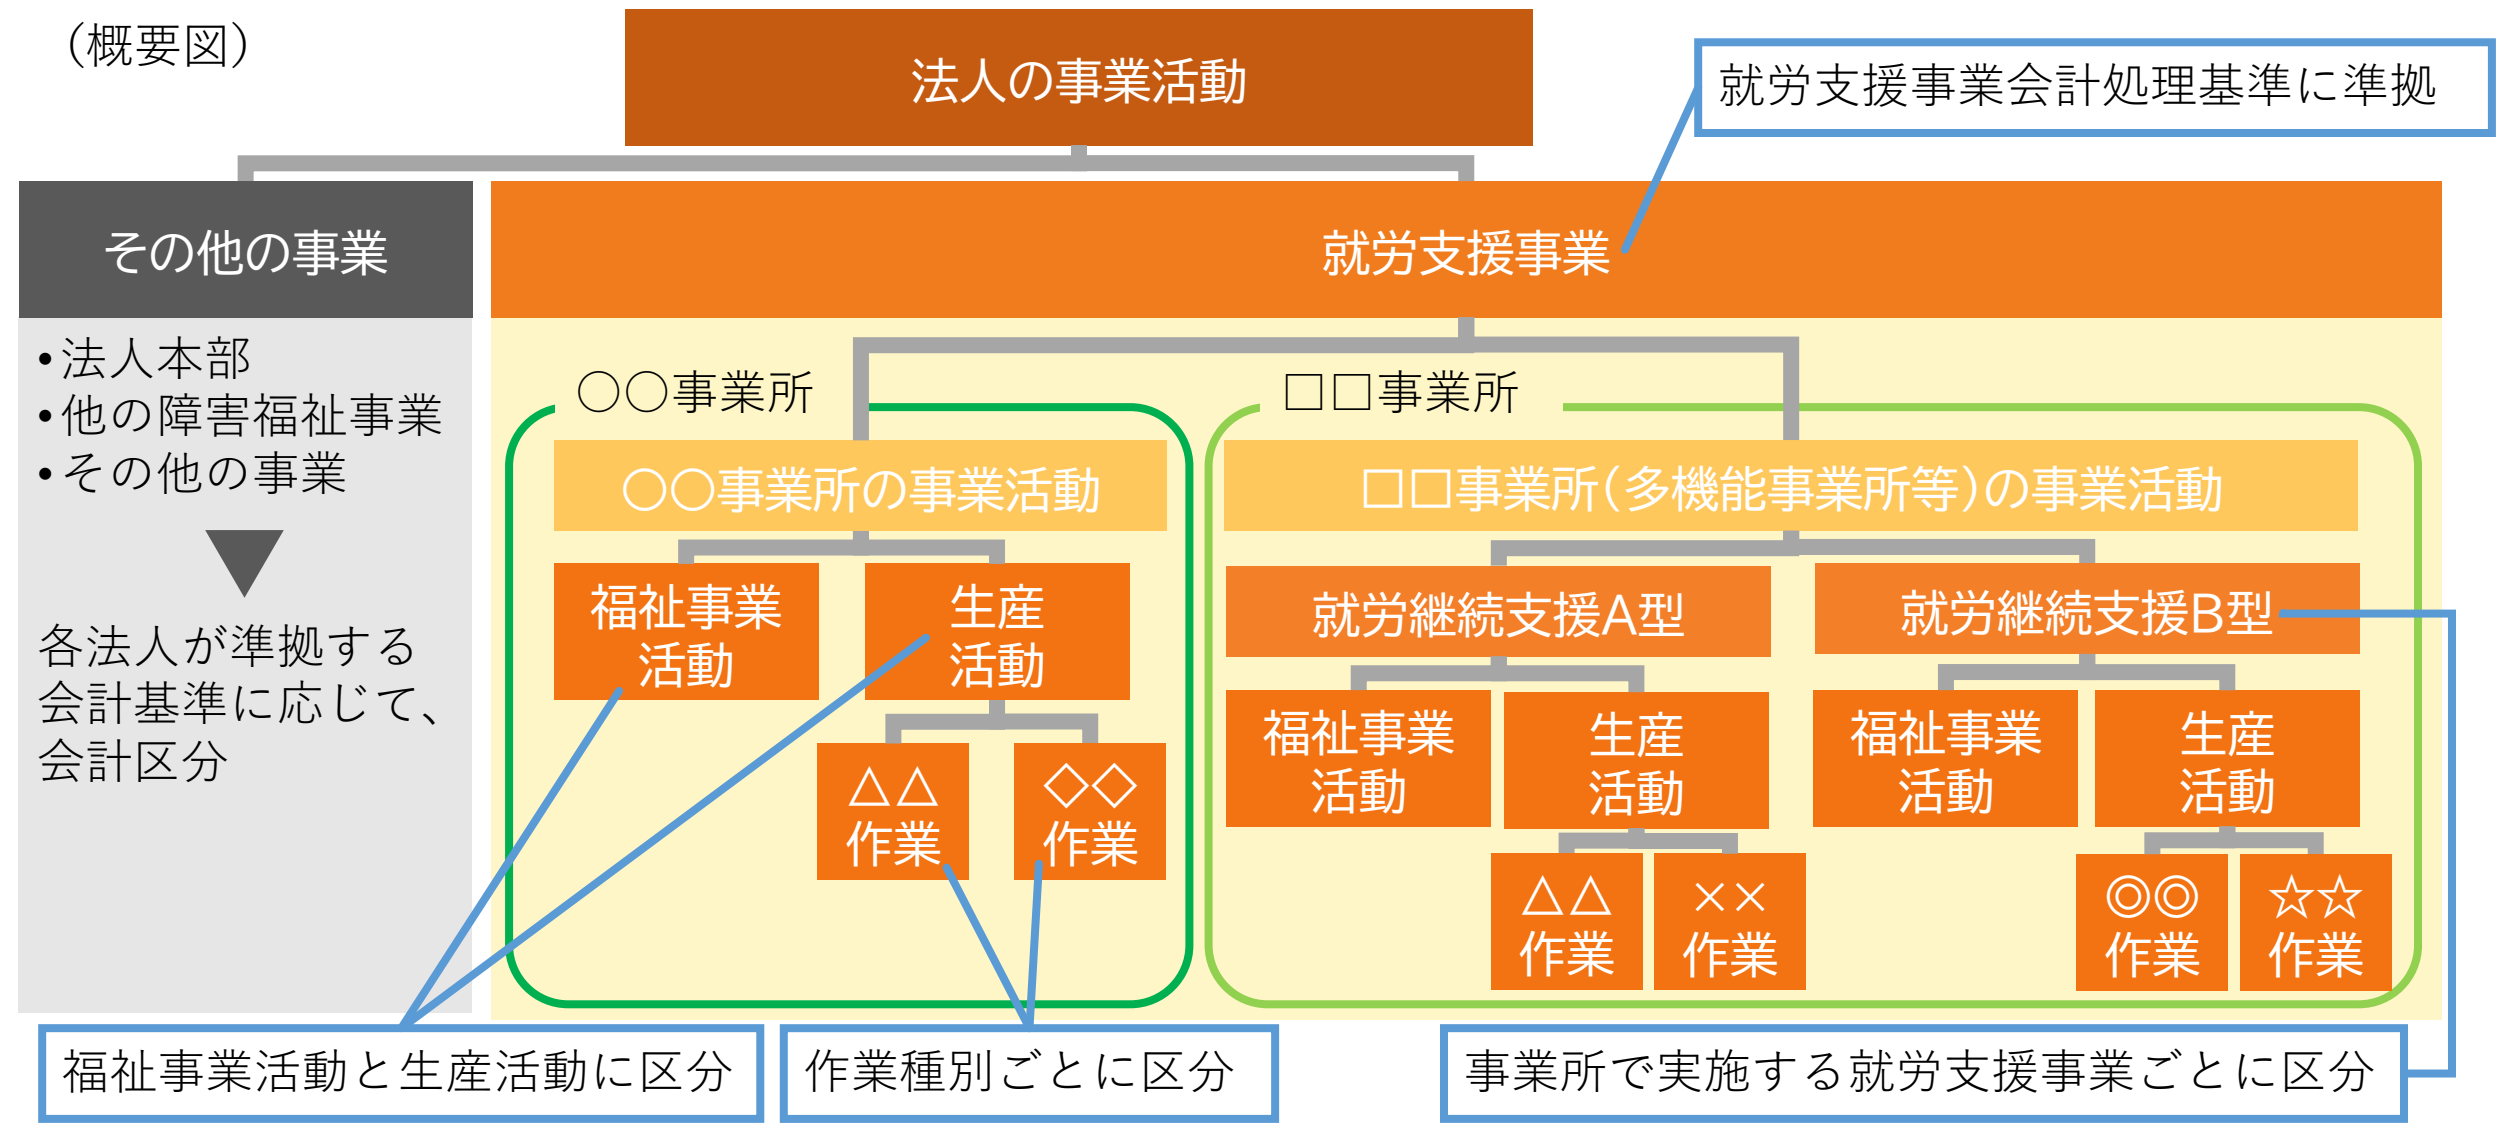 （概要図）
法人の事業活動
就労支援事業会計処理基準に準拠
その他の事業
就労支援事業
•法人本部
•他の障害福祉事業
•その他の事業
各法人が準拠する
会計基準に応じて、
会計区分
〇〇事業所
□□事業所
〇〇事業所の事業活動
□□事業所（多機能事業所等）の事業活動
福祉事業
活動
生産
活動
△△
作業
◇◇
作業
就労継続支援A型
就労継続支援B型
福祉事業
活動
生産
活動
福祉事業
活動
生産
活動
△△
作業
××
作業
◎◎
作業
☆☆
作業
福祉事業活動と生産活動に区分
作業種別ごとに区分
事業所で実施する就労支援事業ごとに区分